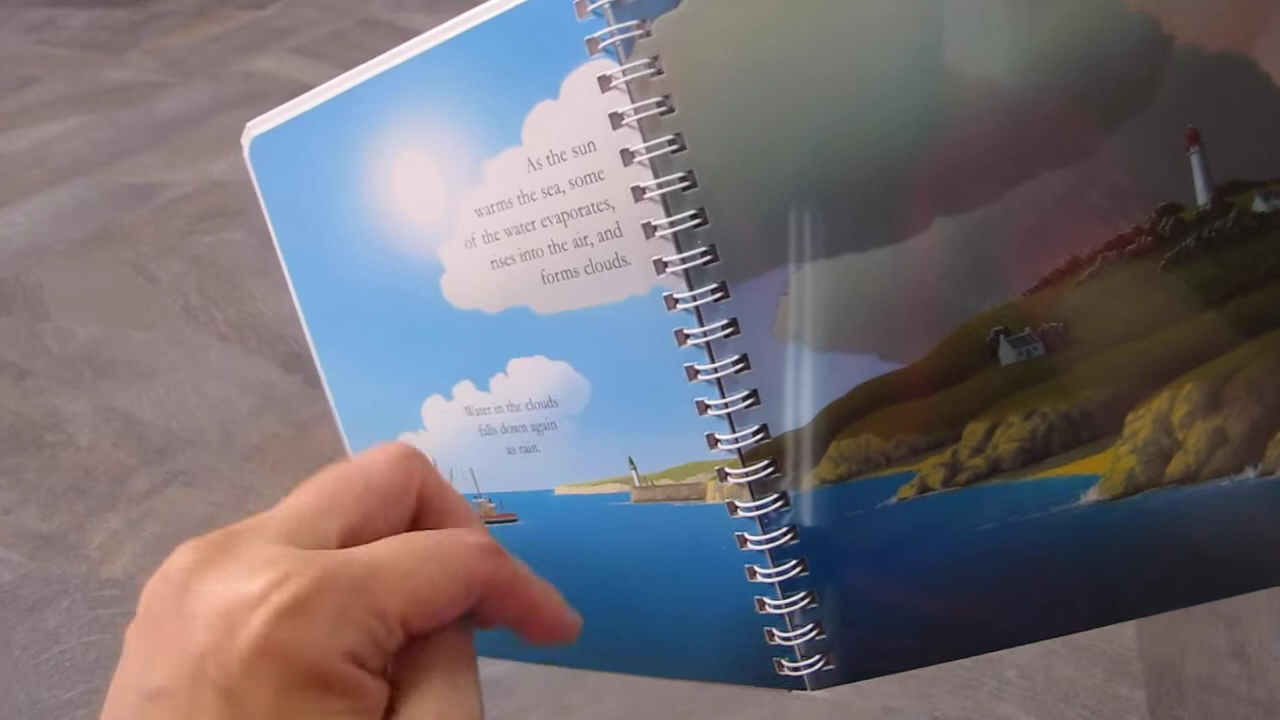 As the sun
warms the sea, some
of the water evaporates,
rises into the air, and
forms clouds.
Water in the clouds
falls down again
as rain.